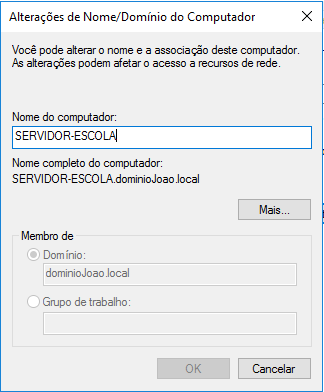 Alterações de Nome/Domínio do Computador
Você pode alterar o nome e a associação deste computador.
As alterações podem afetar o acesso a recursos de rede.
Nome do computador:
SERVIDOR-ESCOLA
Nome completo do computador:
SERVIDOR-ESCOLA.dominioJoao.local
Mais...
Membro de
Domínio:
dominioJoao.local
Grupo de trabalho:
OK Cancelar